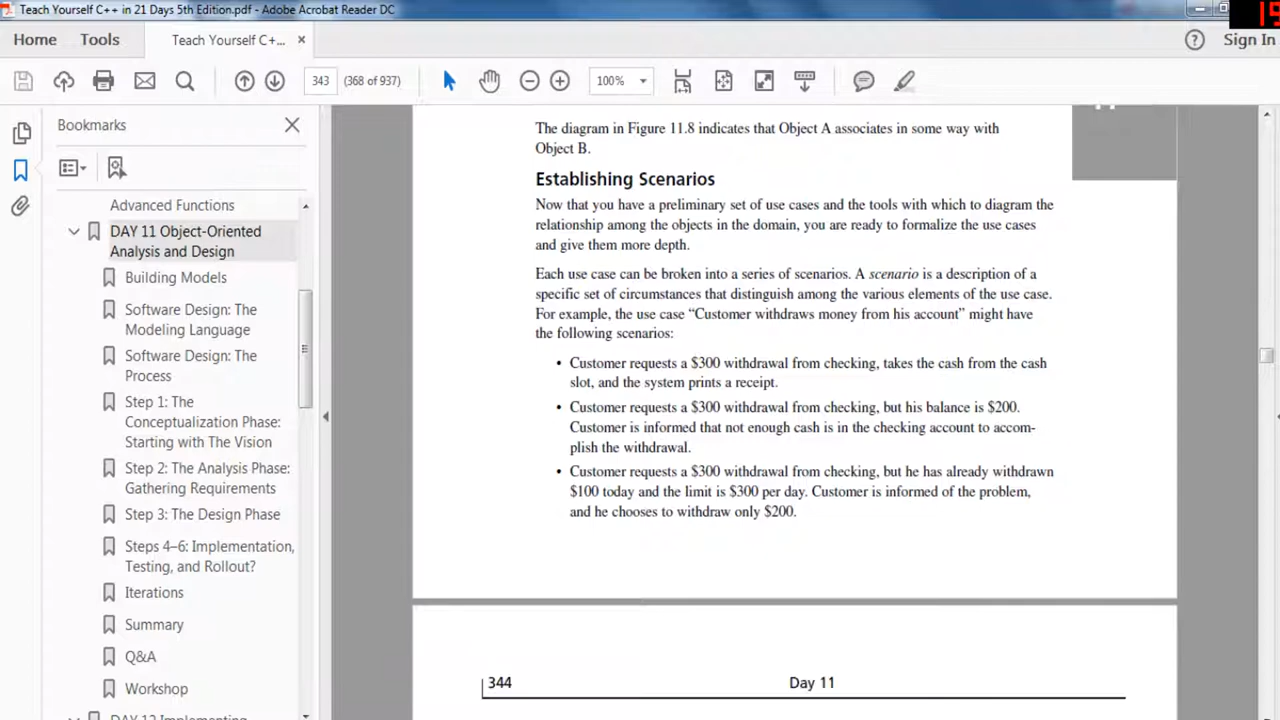 Teach Yourself C++ in 21 Days 5th Edition.pdf - Adobe Acrobat Reader DC
Home Tools Teach Yourself C+... ×
Sign In
343 (368 of 937) 100%
Bookmarks
Advanced Functions
DAY 11 Object-Oriented
Analysis and Design
Building Models
Software Design: The
Modeling Language
Software Design: The
Process
Step 1: The
Conceptualization Phase:
Starting with The Vision
Step 2: The Analysis Phase:
Gathering Requirements
Step 3: The Design Phase
Steps 4–6: Implementation,
Testing, and Rollout?
Iterations
Summary
Q&A
Workshop
DAY 12 Implementing
The diagram in Figure 11.8 indicates that Object A associates in some way with
Object B.
Establishing Scenarios
Now that you have a preliminary set of use cases and the tools with which to diagram the
relationship among the objects in the domain, you are ready to formalize the use cases
and give them more depth.
Each use case can be broken into a series of scenarios. A scenario is a description of a
specific set of circumstances that distinguish among the various elements of the use case.
For example, the use case “Customer withdraws money from his account” might have
the following scenarios:
• Customer requests a $300 withdrawal from checking, takes the cash from the cash
slot, and the system prints a receipt.
• Customer requests a $300 withdrawal from checking, but his balance is $200.
Customer is informed that not enough cash is in the checking account to accom-
plish the withdrawal.
• Customer requests a $300 withdrawal from checking, but he has already withdrawn
$100 today and the limit is $300 per day. Customer is informed of the problem,
and he chooses to withdraw only $200.
344 Day 11